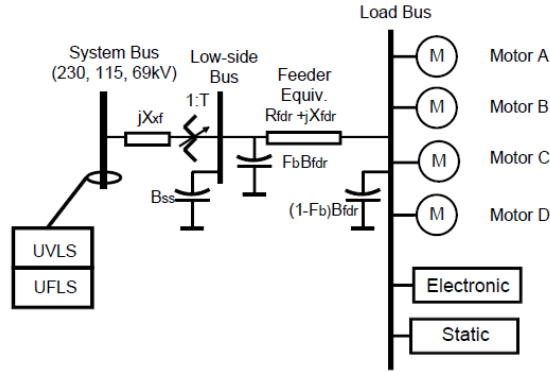 Load Bus
System Bus
(230, 115, 69kV)
Low-side
Bus
Feeder
Equiv.
Rfdr +jXfdr
jXxf
1:T
M
Motor A
M
Motor B
M
Motor C
M
Motor D
Bss
FbBfdr
(1-Fb)Bfdr
UVLS
UFLS
Electronic
Static